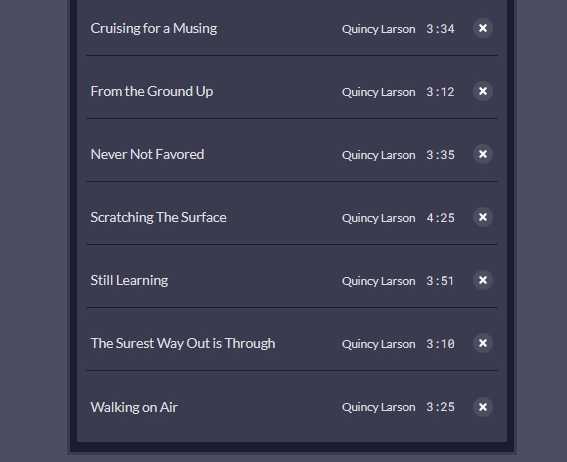 Cruising for a Musing Quincy Larson 3:34
From the Ground Up Quincy Larson 3:12
Never Not Favored Quincy Larson 3:35
Scratching The Surface Quincy Larson 4:25
Still Learning Quincy Larson 3:51
The Surest Way Out is Through Quincy Larson 3:10
Walking on Air Quincy Larson 3:25